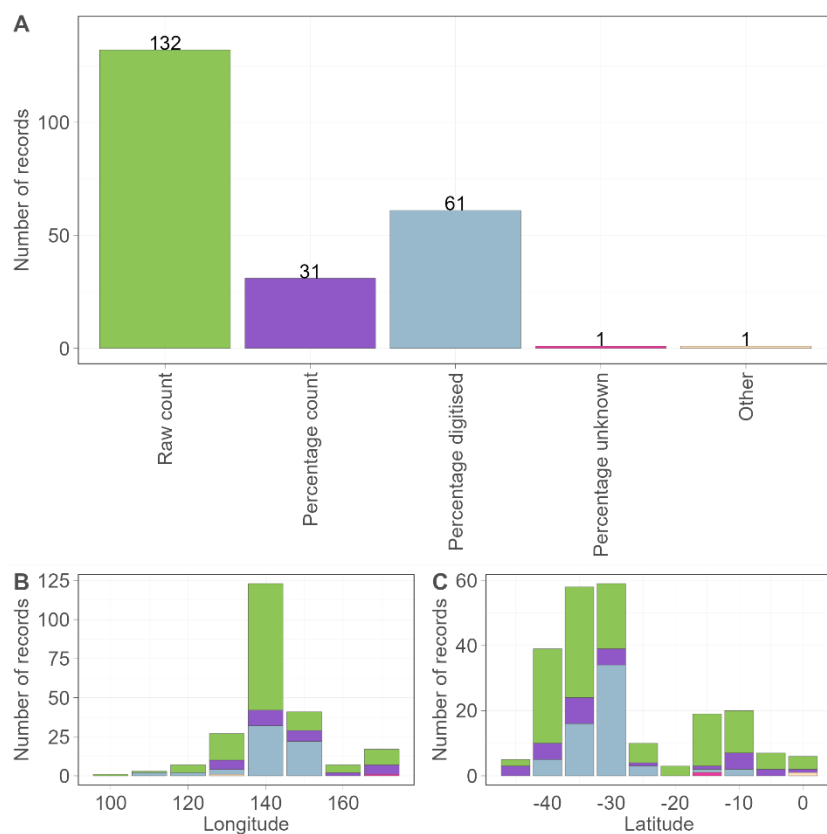 A
132
31
61
1
1
100
50
0
Number of records
Raw count
Percentage count
Percentage digitised
Percentage unknown
Other
B
125
100
75
50
25
0
Number of records
100
120
140
160
Longitude
C
60
40
20
0
Number of records
-40
-30
-20
-10
0
Latitude